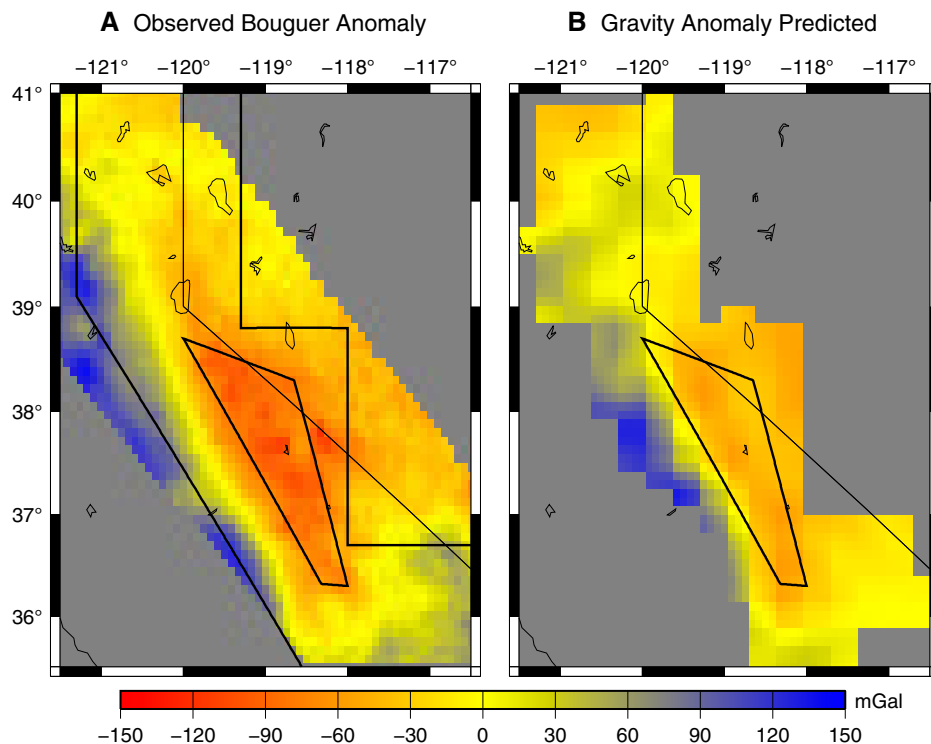 A Observed Bouguer Anomaly
B Gravity Anomaly Predicted
−121° −120° −119° −118° −117°
−121° −120° −119° −118° −117°
41°
40°
39°
38°
37°
36°
mGal
−150 −120 −90 −60 −30 0 30 60 90 120 150